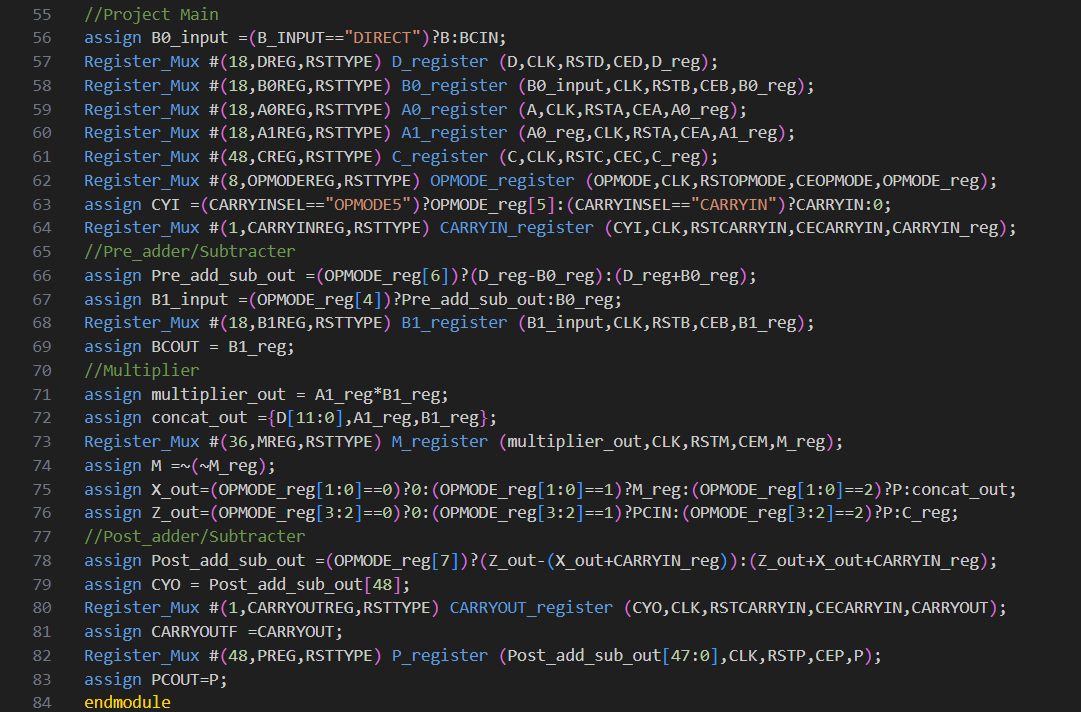 55 //Project Main
56 assign B0_input =(B_INPUT=="DIRECT")?B:BCIN;
57 Register_Mux #(18,DREG,RSTTYPE) D_register (D,CLK,RSTD,CED,D_reg);
58 Register_Mux #(18,B0REG,RSTTYPE) B0_register (B0_input,CLK,RSTB,CEB,B0_reg);
59 Register_Mux #(18,A0REG,RSTTYPE) A0_register (A,CLK,RSTA,CEA,A0_reg);
60 Register_Mux #(18,A1REG,RSTTYPE) A1_register (A0_reg,CLK,RSTA,CEA,A1_reg);
61 Register_Mux #(48,CREG,RSTTYPE) C_register (C,CLK,RSTC,CEC,C_reg);
62 Register_Mux #(8,OPMODEREG,RSTTYPE) OPMODE_register (OPMODE,CLK,RSTOPMODE,CEOPMODE,OPMODE_reg);
63 assign CYI =(CARRYINSEL=="OPMODE5")?OPMODE_reg[5]:(CARRYINSEL=="CARRYIN")?CARRYIN:0;
64 Register_Mux #(1,CARRYINREG,RSTTYPE) CARRYIN_register (CYI,CLK,RSTCARRYIN,CECARRYIN,CARRYIN_reg);
65 //Pre_adder/Subtracter
66 assign Pre_add_sub_out =(OPMODE_reg[6])?(D_reg-B0_reg):(D_reg+B0_reg);
67 assign B1_input =(OPMODE_reg[4])?Pre_add_sub_out:B0_reg;
68 Register_Mux #(18,B1REG,RSTTYPE) B1_register (B1_input,CLK,RSTB,CEB,B1_reg);
69 assign BCOUT = B1_reg;
70 //Multiplier
71 assign multiplier_out = A1_reg*B1_reg;
72 assign concat_out ={D[11:0],A1_reg,B1_reg};
73 Register_Mux #(36,MREG,RSTTYPE) M_register (multiplier_out,CLK,RSTM,CEM,M_reg);
74 assign M =~(~M_reg);
75 assign X_out=(OPMODE_reg[1:0]==0)?0:(OPMODE_reg[1:0]==1)?M_reg:(OPMODE_reg[1:0]==2)?P:concat_out;
76 assign Z_out=(OPMODE_reg[3:2]==0)?0:(OPMODE_reg[3:2]==1)?PCIN:(OPMODE_reg[3:2]==2)?P:C_reg;
77 //Post_adder/Subtracter
78 assign Post_add_sub_out =(OPMODE_reg[7])?(Z_out-(X_out+CARRYIN_reg)):(Z_out+X_out+CARRYIN_reg);
79 assign CYO = Post_add_sub_out[48];
80 Register_Mux #(1,CARRYOUTREG,RSTTYPE) CARRYOUT_register (CYO,CLK,RSTCARRYIN,CECARRYIN,CARRYOUT);
81 assign CARRYOUTF =CARRYOUT;
82 Register_Mux #(48,PREG,RSTTYPE) P_register (Post_add_sub_out[47:0],CLK,RSTP,CEP,P);
83 assign PCOUT=P;
84 endmodule